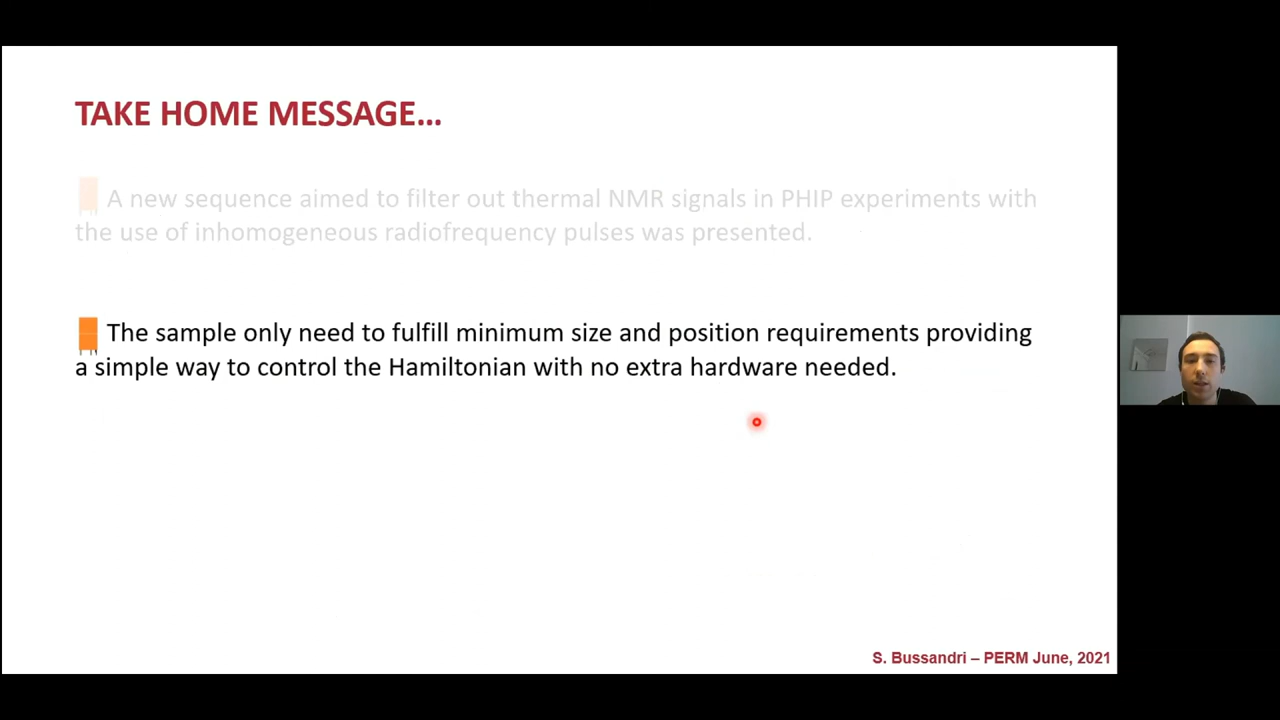 TAKE HOME MESSAGE...
A new sequence aimed to filter out thermal NMR signals in PHIP experiments with
the use of inhomogeneous radiofrequency pulses was presented.
The sample only need to fulfill minimum size and position requirements providing
a simple way to control the Hamiltonian with no extra hardware needed.
S. Bussandri – PERM June, 2021